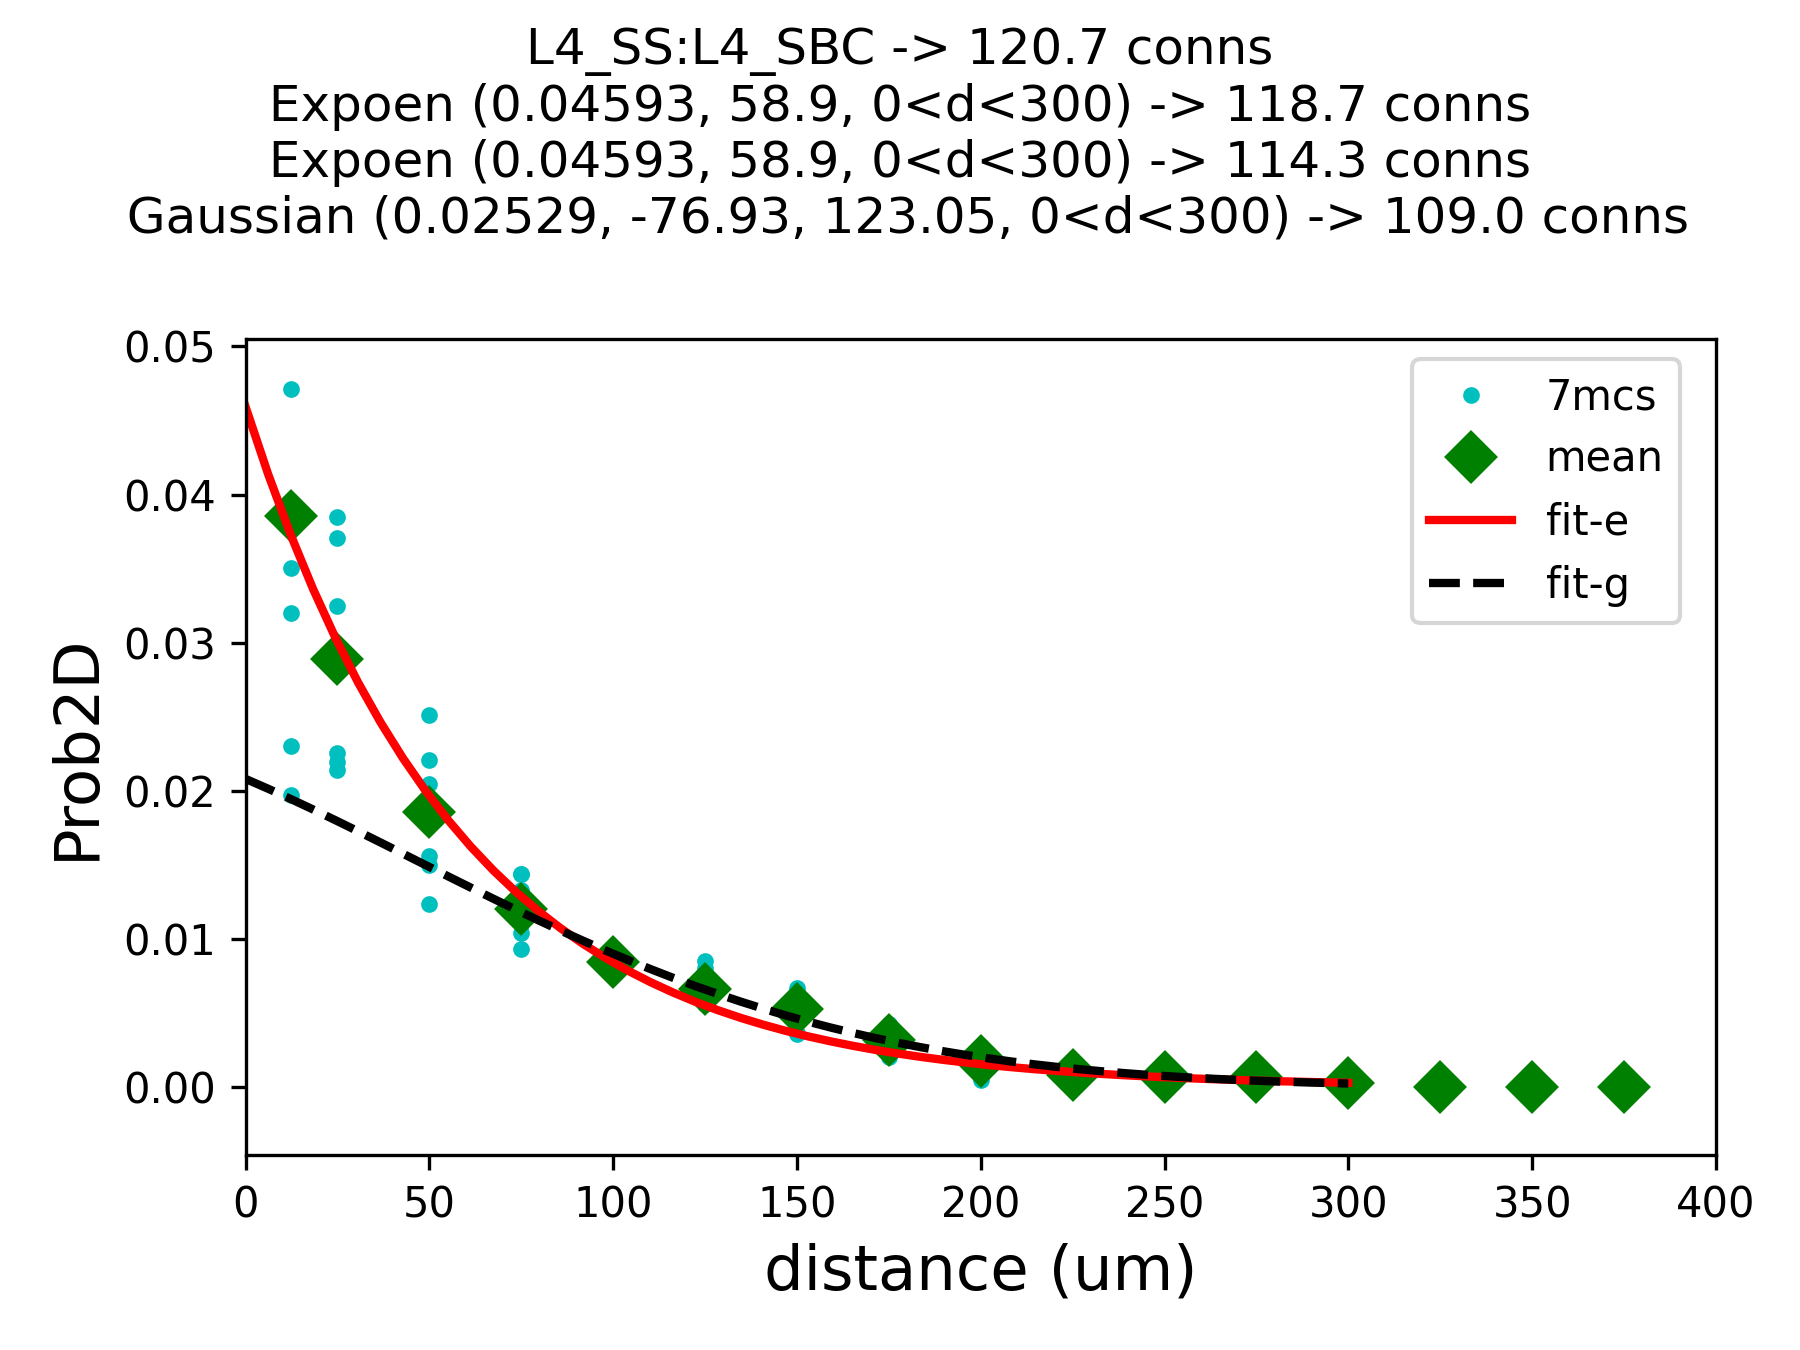 L4_SS:L4_SBC -> 120.7 conns
Expoen (0.04593, 58.9, 0<d<300) -> 118.7 conns
Expoen (0.04593, 58.9, 0<d<300) -> 114.3 conns
Gaussian (0.02529, -76.93, 123.05, 0<d<300) -> 109.0 conns
0.05
0.04
0.03
0.02
0.01
0.00
Prob2D
7mcs
mean
fit-e
fit-g
0 50 100 150 200 250 300 350 400
distance (um)